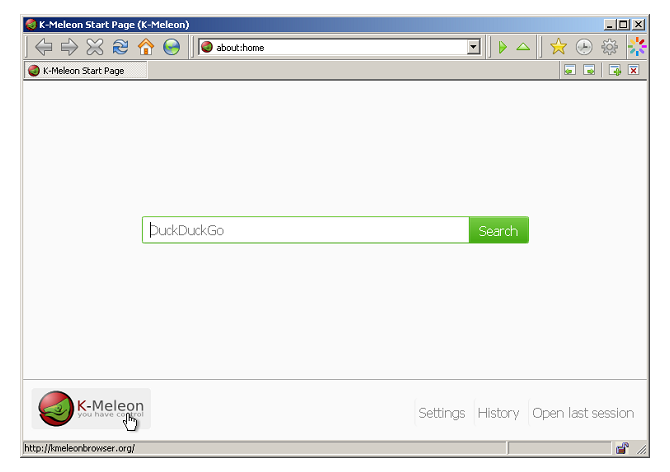 K-Meleon Start Page (K-Meleon)
about:home
K-Meleon Start Page
DuckDuckGo
Search
K-Meleon
you have control
Settings
History
Open last session
http://kmeleonbrowser.org/